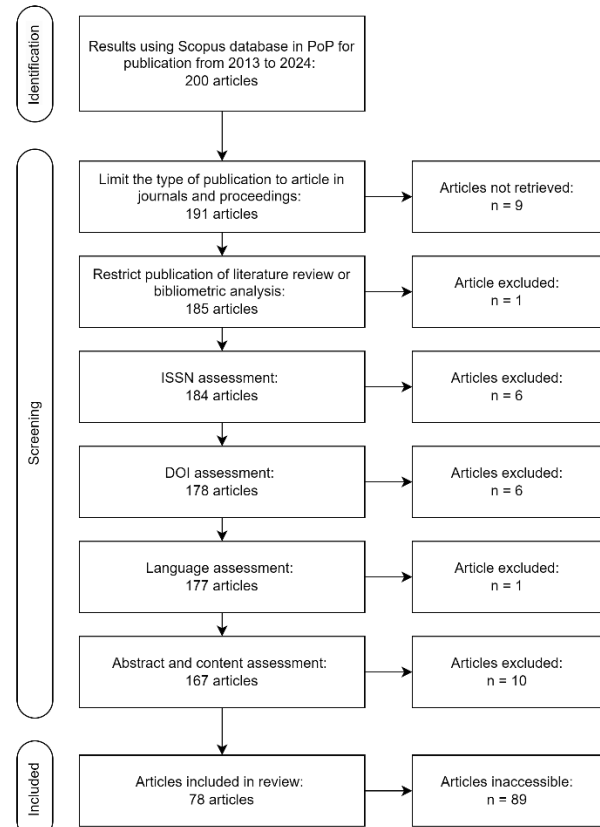 Identification
Results using Scopus database in PoP for
publication from 2013 to 2024:
200 articles
Screening
Limit the type of publication to article in
journals and proceedings:
191 articles
Articles not retrieved:
n = 9
Restrict publication of literature review or
bibliometric analysis:
185 articles
Article excluded:
n = 1
ISSN assessment:
184 articles
Articles excluded:
n = 6
DOI assessment:
178 articles
Articles excluded:
n = 6
Language assessment:
177 articles
Article excluded:
n = 1
Abstract and content assessment:
167 articles
Articles excluded:
n = 10
Included
Articles included in review:
78 articles
Articles inaccessible:
n = 89